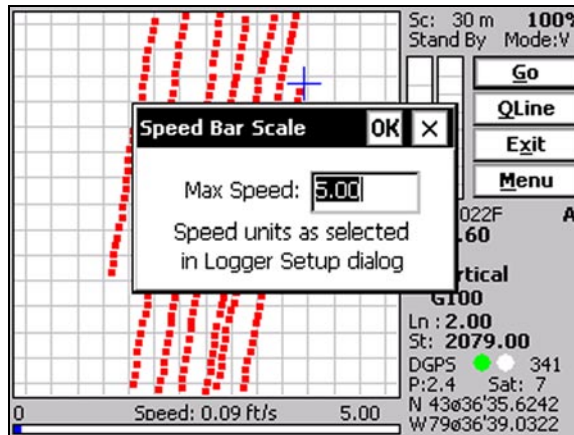 Sc: 30 m 100%
Stand By Mode:V
Go
QLine
Exit
Menu
Speed Bar Scale OK ×
Max Speed: 5.00
Speed units as selected
in Logger Setup dialog
022F A
.60
tical
G100
Ln : 2.00
St: 2079.00
DGPS 341
P:2.4 Sat: 7
N 43ø36'35.6242
W79ø36'39.0322
0 Speed: 0.09 ft/s 5.00